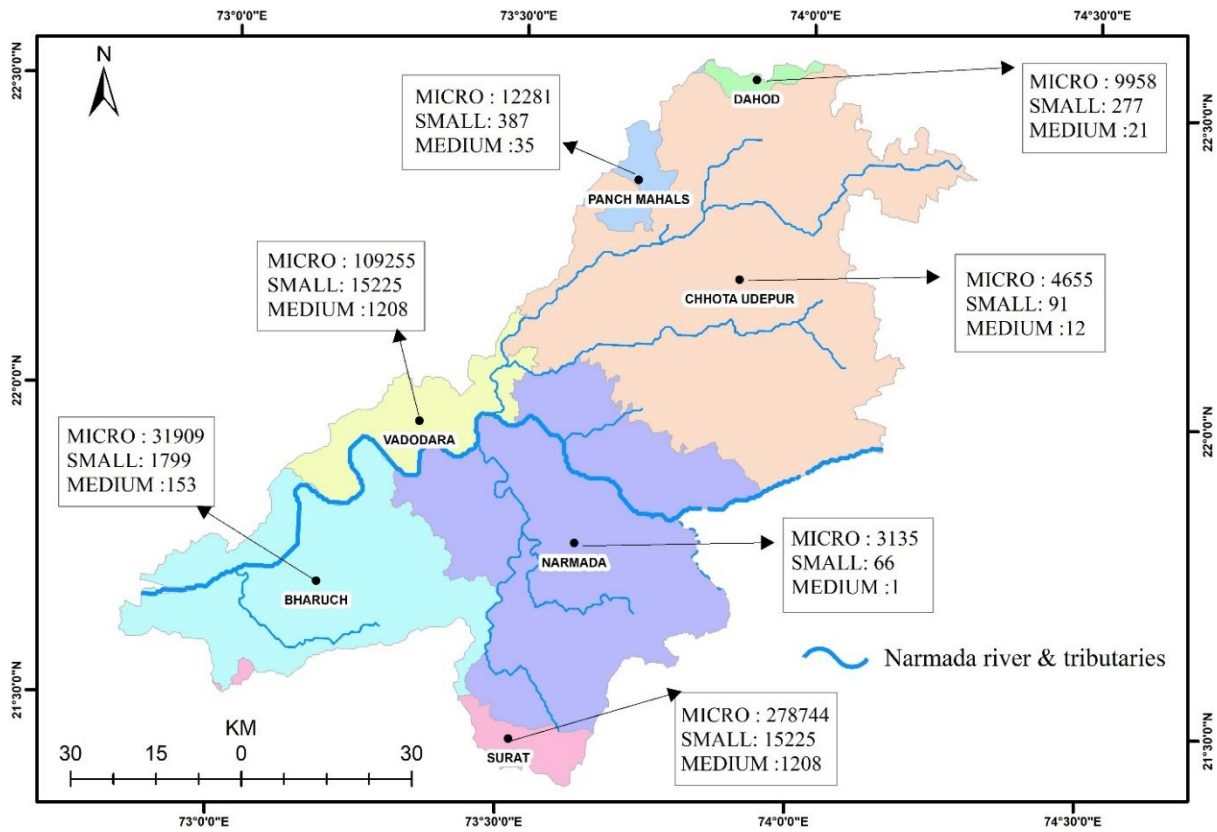 73°0'0"E
73°30'0"E
74°0'0"E
74°30'0"E
22°30'0"N
22°30'0"N
N
MICRO : 12281
SMALL: 387
MEDIUM :35
DAHOD
MICRO : 9958
SMALL: 277
MEDIUM :21
PANCH MAHALS
MICRO : 109255
SMALL: 15225
MEDIUM :1208
CHHOTA UDEPUR
MICRO : 4655
SMALL: 91
MEDIUM :12
22°0'0"N
22°0'0"N
VADODARA
MICRO : 31909
SMALL: 1799
MEDIUM :153
NARMADA
MICRO : 3135
SMALL: 66
MEDIUM :1
BHARUCH
Narmada river & tributaries
21°30'0"N
21°30'0"N
SURAT
MICRO : 278744
SMALL: 15225
MEDIUM :1208
KM
30
15
0
30
73°0'0"E
73°30'0"E
74°0'0"E
74°30'0"E